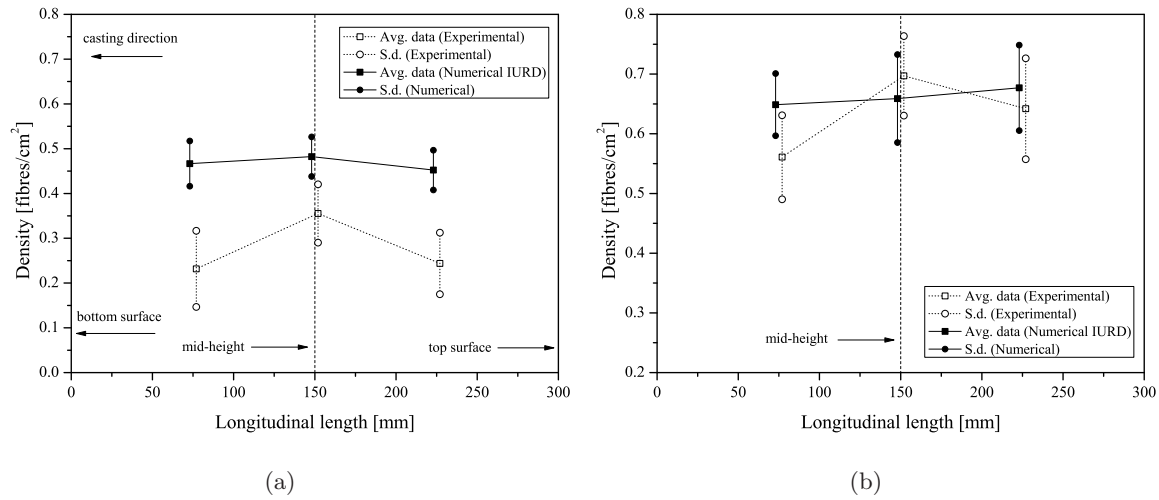 0.8
0.7
0.6
0.5
0.4
0.3
0.2
0.1
0.0
Density [fibres/cm²]
casting direction
Avg. data (Experimental)
S.d. (Experimental)
Avg. data (Numerical IURD)
S.d. (Numerical)
bottom surface
mid-height
top surface
0 50 100 150 200 250 300
Longitudinal length [mm]
(a)
0.8
0.7
0.6
0.5
0.4
0.3
0.2
Density [fibres/cm²]
Avg. data (Experimental)
S.d. (Experimental)
Avg. data (Numerical IURD)
S.d. (Numerical)
mid-height
0 50 100 150 200 250 300
Longitudinal length [mm]
(b)